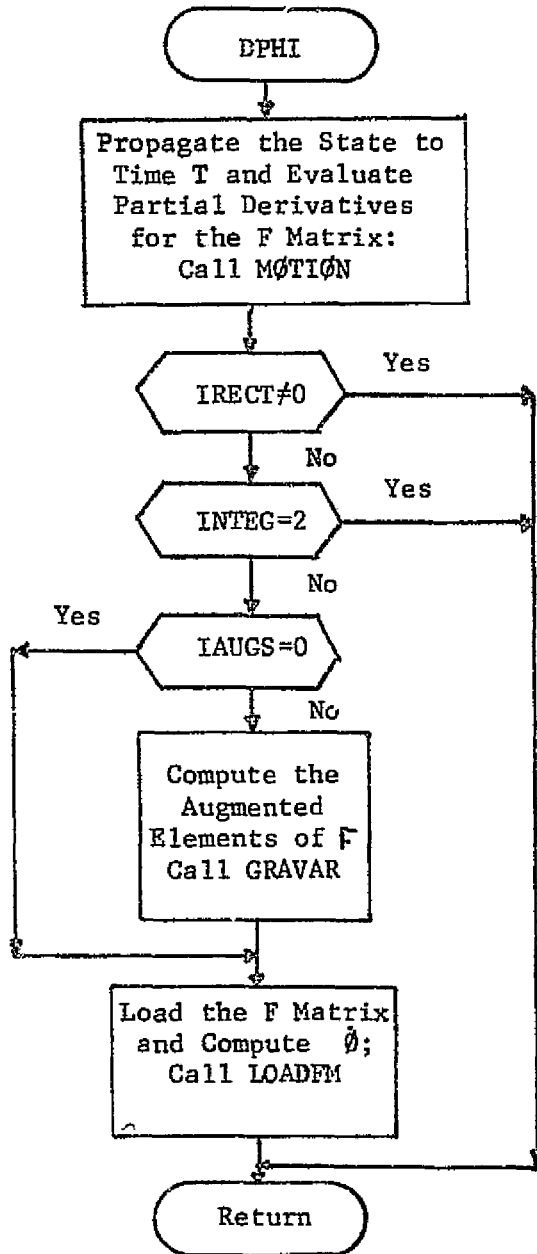 DPHI
Propagate the State to
Time T and Evaluate
Partial Derivatives
for the F Matrix:
Call MØTIØN
Yes
IRECT≠0
No
Yes
INTEG=2
No
Yes
IAUGS=0
No
Compute the
Augmented
Elements of F
Call GRAVAR
Load the F Matrix
and Compute Ø̇;
Call LOADFM
Return